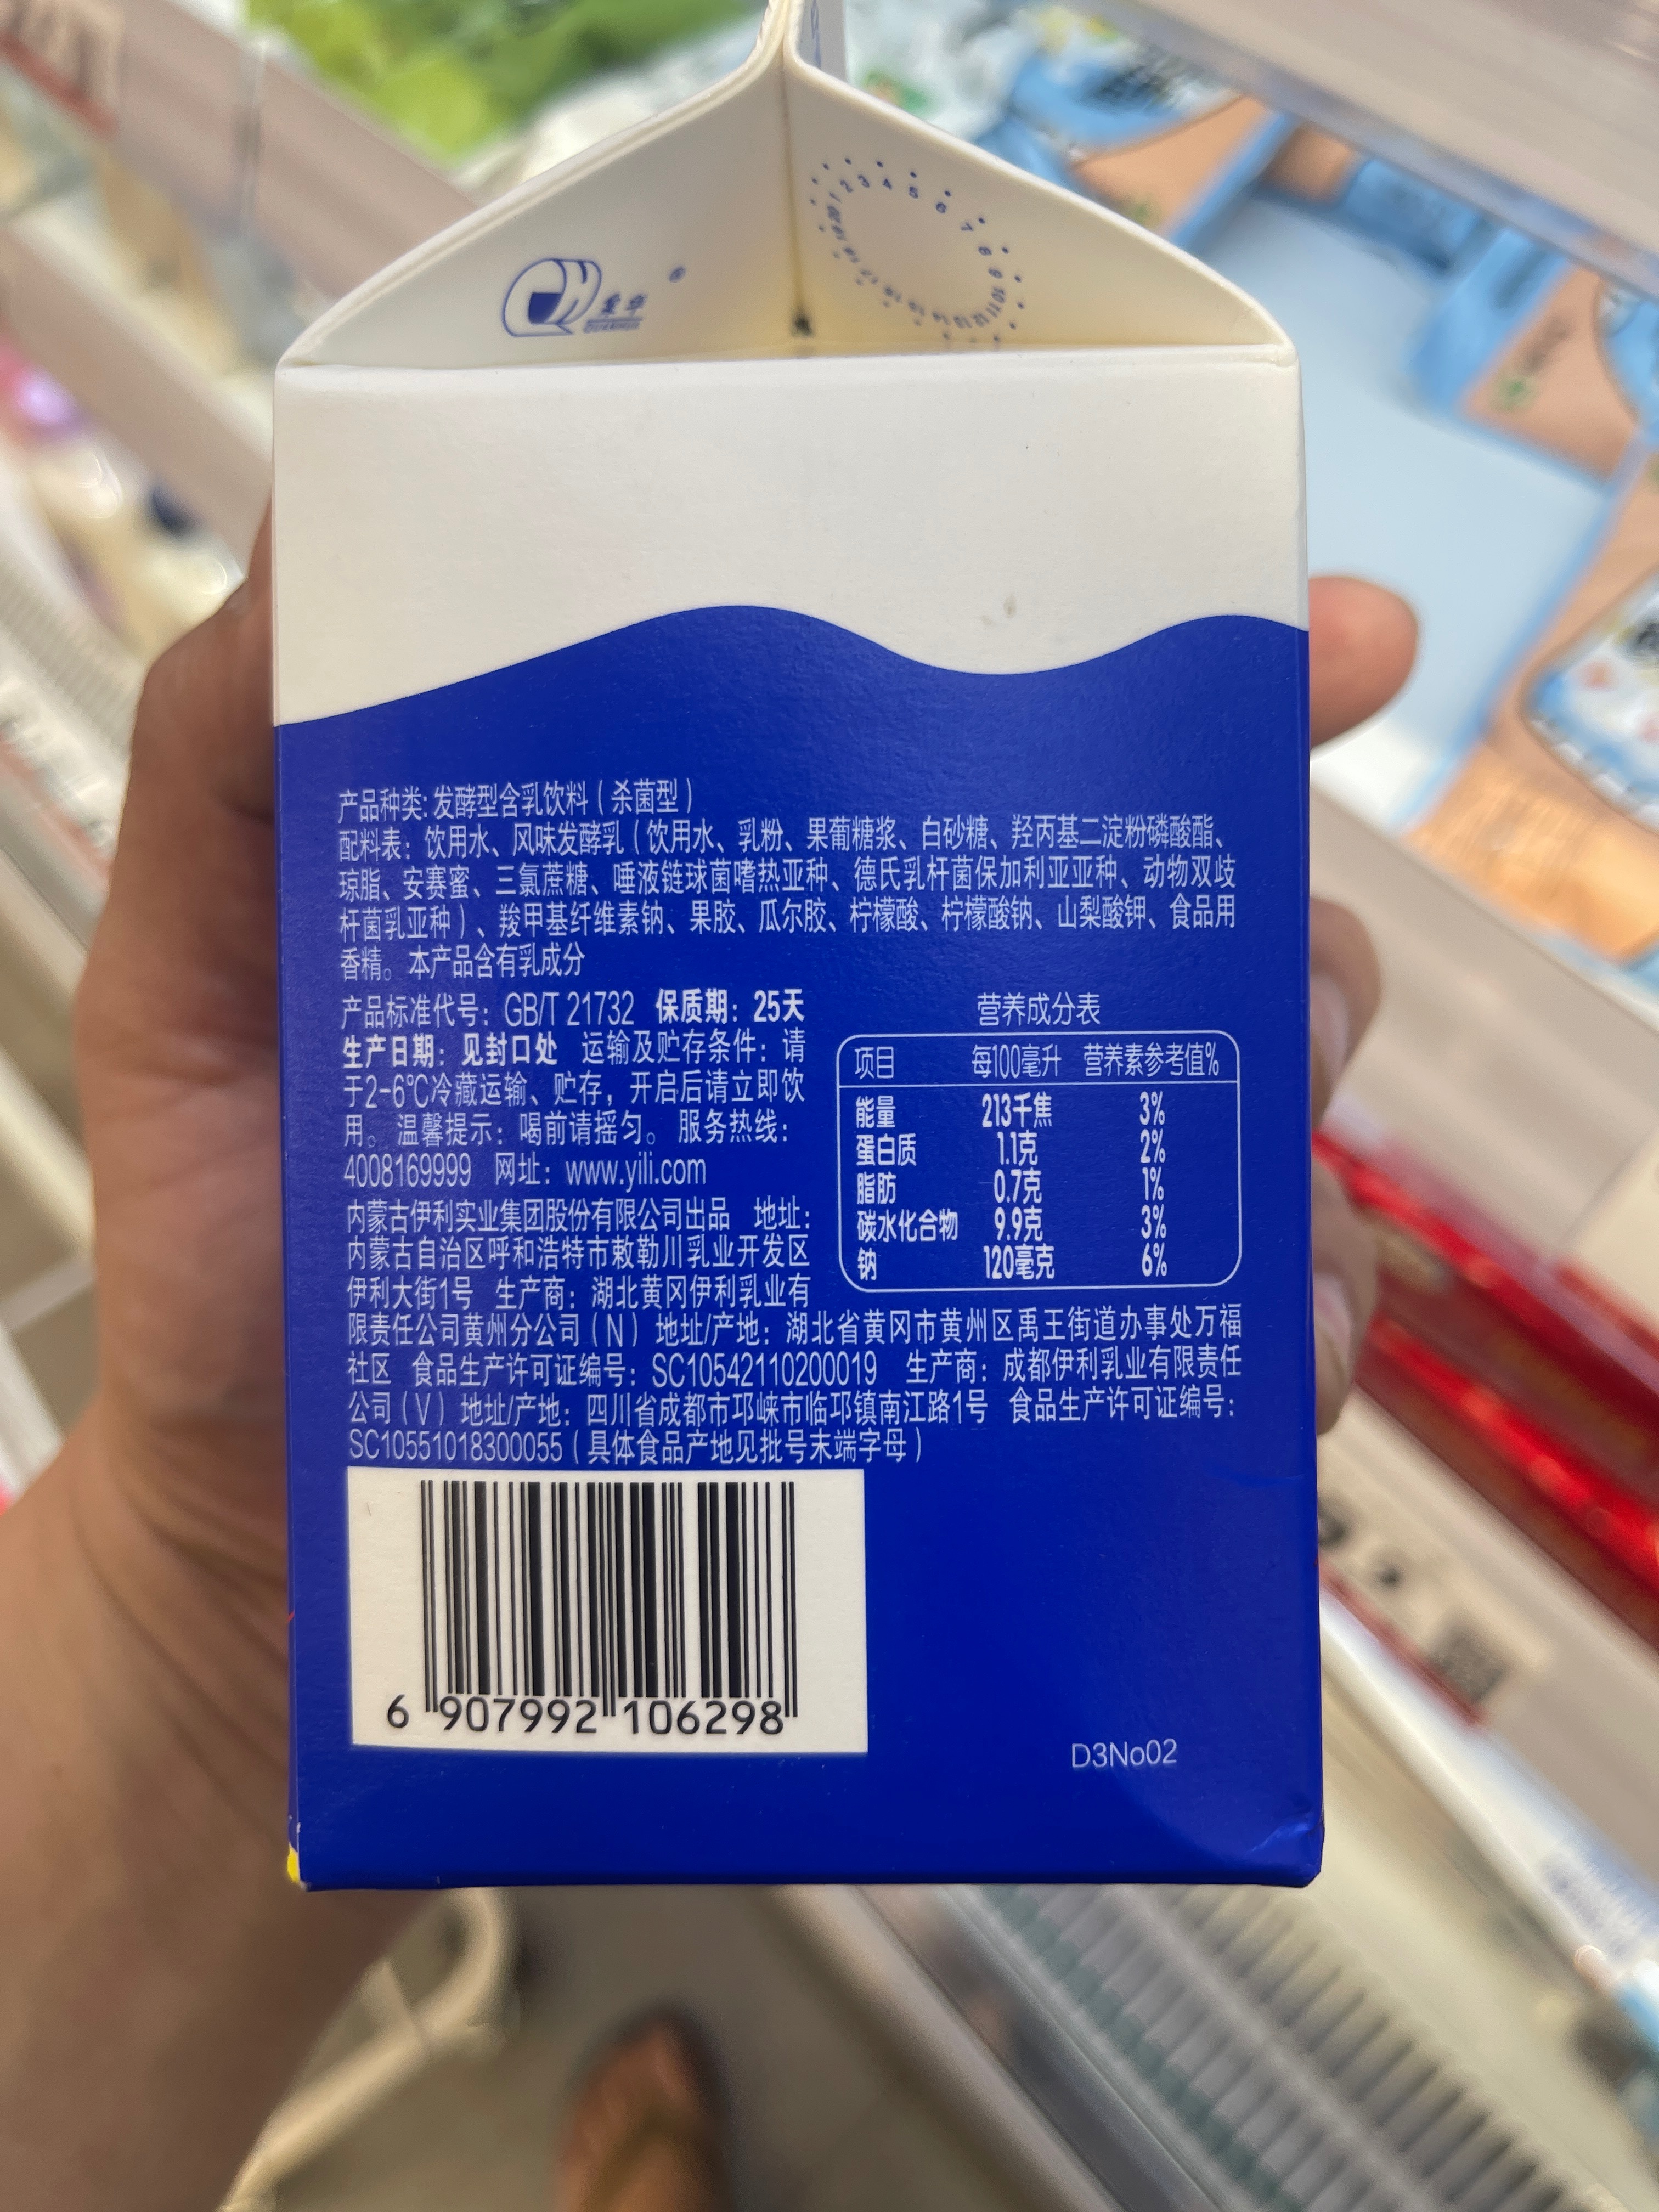 荃华
QUANHUA
®
1 2 3 4 5 6 7 8 9 10 11 12 13
产品种类:发酵型含乳饮料(杀菌型)
配料表：饮用水、风味发酵乳(饮用水、乳粉、果葡糖浆、白砂糖、羟丙基二淀粉磷酸酯、
琼脂、安赛蜜、三氯蔗糖、唾液链球菌嗜热亚种、德氏乳杆菌保加利亚亚种、动物双歧
杆菌乳亚种)、羧甲基纤维素钠、果胶、瓜尔胶、柠檬酸、柠檬酸钠、山梨酸钾、食品用
香精。本产品含有乳成分
产品标准代号：GB/T 21732 保质期：25天
生产日期：见封口处 运输及贮存条件：请
于2-6℃冷藏运输、贮存，开启后请立即饮
用。温馨提示：喝前请摇匀。服务热线：
4008169999 网址：www.yili.com
内蒙古伊利实业集团股份有限公司出品 地址：
内蒙古自治区呼和浩特市敕勒川乳业开发区
伊利大街1号 生产商：湖北黄冈伊利乳业有
限责任公司黄州分公司(N) 地址/产地：湖北省黄冈市黄州区禹王街道办事处万福
社区 食品生产许可证编号：SC10542110200019 生产商：成都伊利乳业有限责任
公司(V) 地址/产地：四川省成都市邛崃市临邛镇南江路1号 食品生产许可证编号：
SC10551018300055(具体食品产地见批号末端字母)
营养成分表
项目 每100毫升 营养素参考值%
能量 213千焦 3%
蛋白质 1.1克 2%
脂肪 0.7克 1%
碳水化合物 9.9克 3%
钠 120毫克 6%
6 907992 106298
D3No02